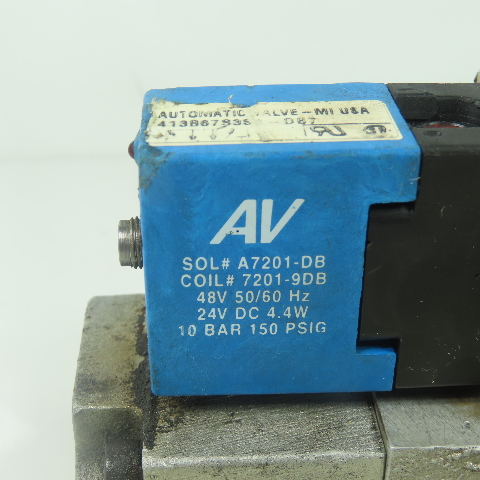 AUTOMATIC VALVE-MI USA
AV
SOL# A7201-DB
COIL# 7201-9DB
48V 50/60 Hz
24V DC 4.4W
10 BAR 150 PSIG